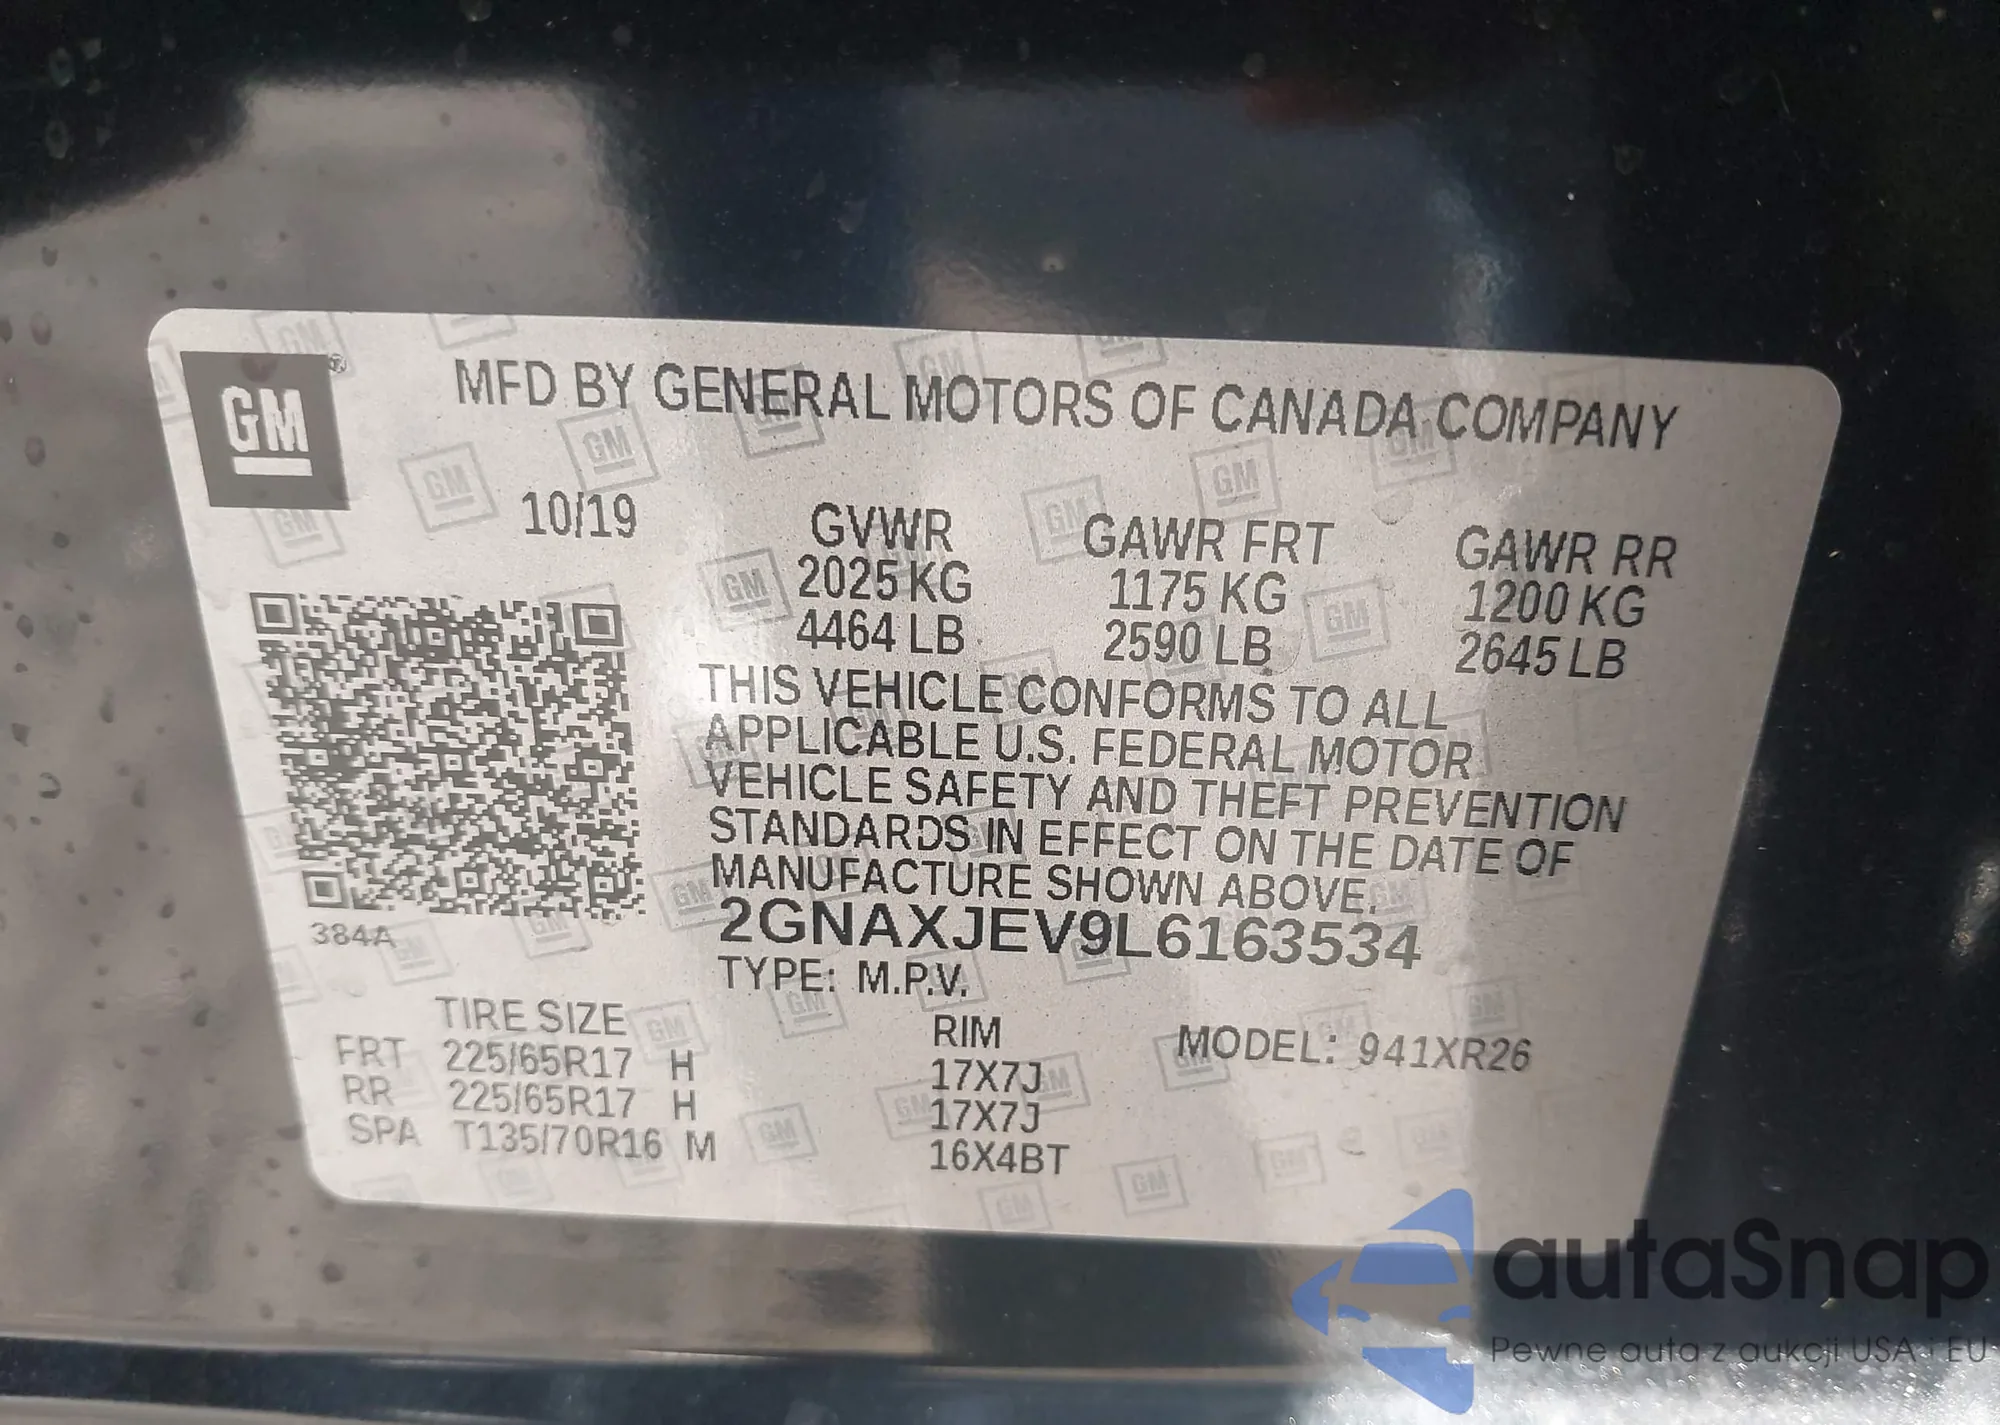 GM
MFD BY GENERAL MOTORS OF CANADA COMPANY
10/19
GVWR GAWR FRT GAWR RR
2025 KG 1175 KG 1200 KG
4464 LB 2590 LB 2645 LB
THIS VEHICLE CONFORMS TO ALL
APPLICABLE U.S. FEDERAL MOTOR
VEHICLE SAFETY AND THEFT PREVENTION
STANDARDS IN EFFECT ON THE DATE OF
MANUFACTURE SHOWN ABOVE.
384A
2GNAXJEV9L6163534
TYPE: M.P.V.
TIRE SIZE RIM MODEL: 941XR26
FRT 225/65R17 H 17X7J
RR 225/65R17 H 17X7J
SPA T135/70R16 M 16X4BT
autaSnap
Pewne auta z aukcji USA i EU